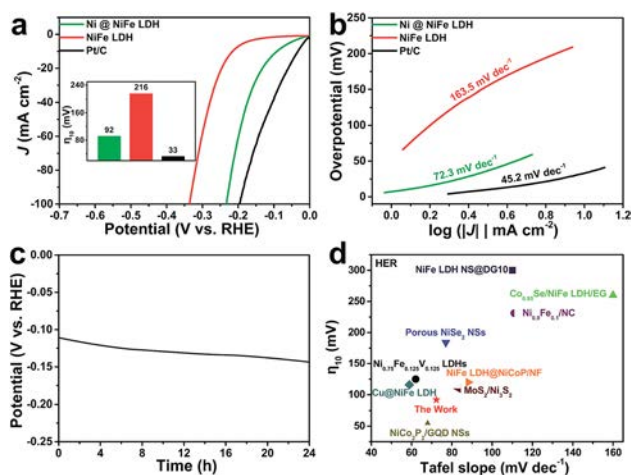 a
Ni @ NiFe LDH
NiFe LDH
Pt/C
J (mA cm-2)
0
-20
-40
-60
-80
-100
η10 (mV)
240
160
80
92
216
33
-0.7 -0.6 -0.5 -0.4 -0.3 -0.2 -0.1 0.0
Potential (V vs. RHE)
b
Ni @ NiFe LDH
NiFe LDH
Pt/C
Overpotential (mV)
300
250
200
150
100
50
0
163.5 mV dec-1
72.3 mV dec-1
45.2 mV dec-1
0.0 0.4 0.8 1.2
log (|J| | mA cm-2)
c
Potential (V vs. RHE)
0.00
-0.05
-0.10
-0.15
-0.20
-0.25
0 4 8 12 16 20 24
Time (h)
d
HER
η10
300
250
200
150
100
50
0
NiFe LDH NS@DG10
Co0.85Se/NiFe LDH/EG
Ni0.9Fe0.1/NC
Porous NiSe2 NSs
Ni0.75Fe0.125V0.125 LDHs
NiFe LDH@NiCoP/NF
Cu@NiFe LDH
MoS2/Ni3S2
The Work
NiCo2P2/GQD NSs
40 60 80 100 120 140 160
Tafel slope (mV dec-1)